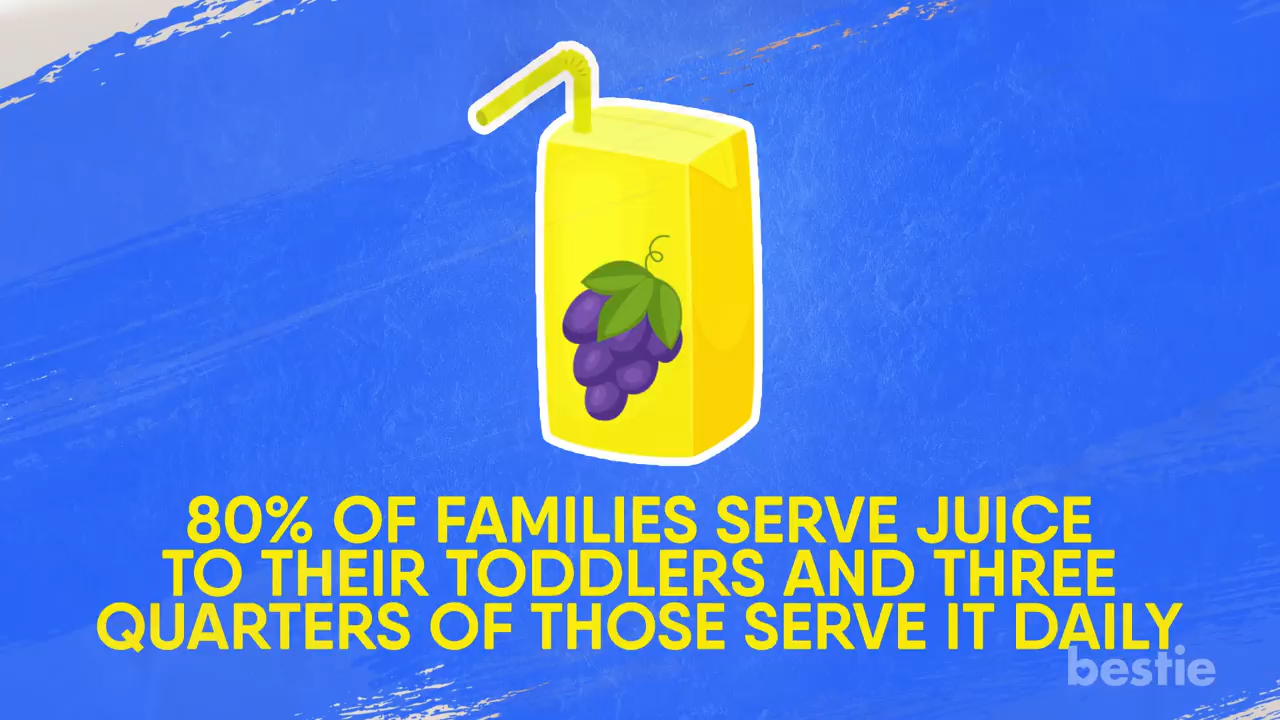 80% OF FAMILIES SERVE JUICE
TO THEIR TODDLERS AND THREE
QUARTERS OF THOSE SERVE IT DAILY
bestie